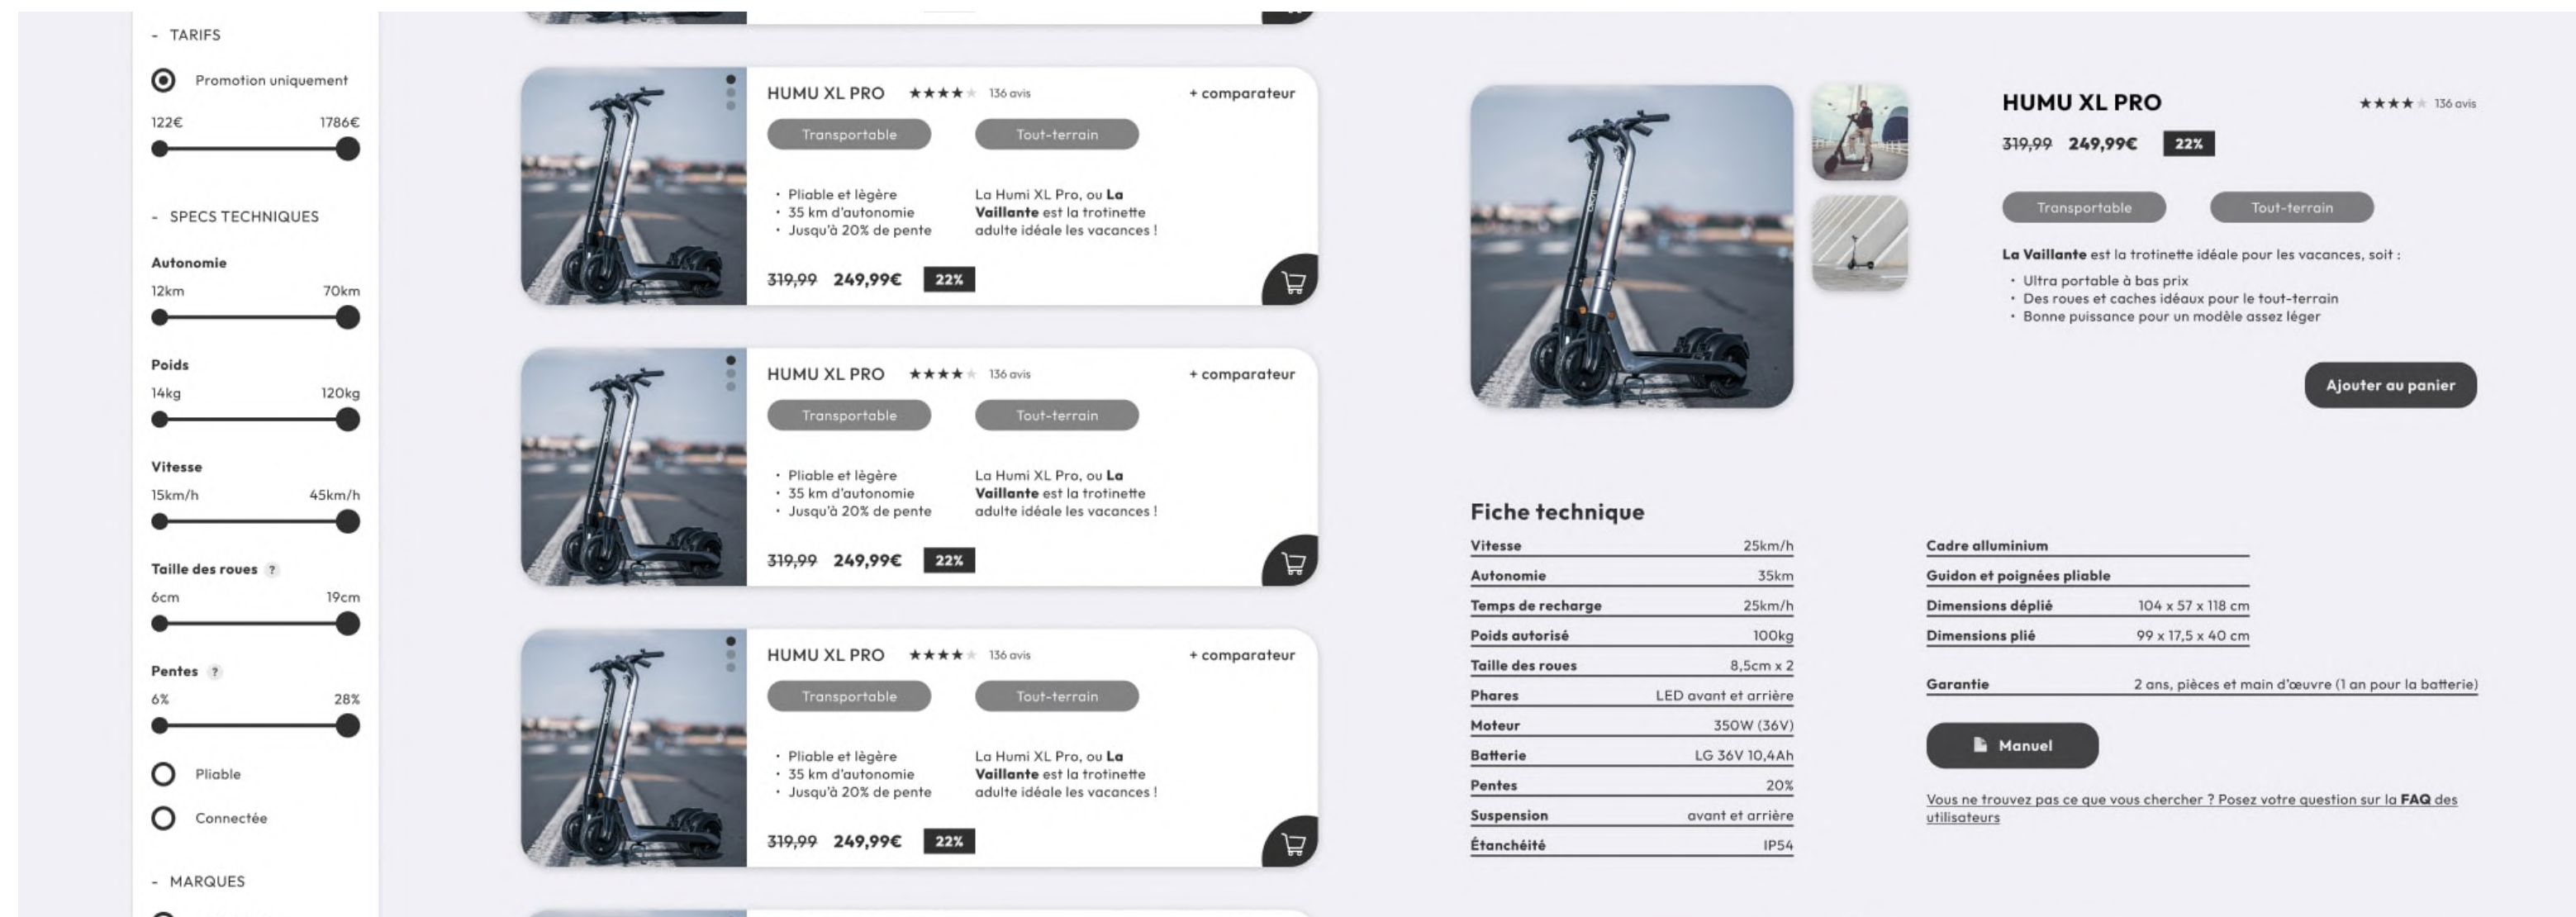 - TARIFS
Promotion uniquement
122€ 1786€
- SPECS TECHNIQUES
Autonomie
12km 70km
Poids
14kg 120kg
Vitesse
15km/h 45km/h
Taille des roues ?
6cm 19cm
Pentes ?
6% 28%
Pliable
Connectée
- MARQUES
HUMU XL PRO ★★★★★ 136 avis + comparateur
Transportable Tout-terrain
• Pliable et lègère
• 35 km d'autonomie
• Jusqu'à 20% de pente
La Humi XL Pro, ou La
Vaillante est la trotinette
adulte idéale les vacances !
319,99 249,99€ 22%
HUMU XL PRO ★★★★★ 136 avis + comparateur
Transportable Tout-terrain
• Pliable et lègère
• 35 km d'autonomie
• Jusqu'à 20% de pente
La Humi XL Pro, ou La
Vaillante est la trotinette
adulte idéale les vacances !
319,99 249,99€ 22%
HUMU XL PRO ★★★★★ 136 avis + comparateur
Transportable Tout-terrain
• Pliable et lègère
• 35 km d'autonomie
• Jusqu'à 20% de pente
La Humi XL Pro, ou La
Vaillante est la trotinette
adulte idéale les vacances !
319,99 249,99€ 22%
HUMU XL PRO ★★★★★ 136 avis
319,99 249,99€ 22%
Transportable Tout-terrain
La Vaillante est la trotinette idéale pour les vacances, soit :
• Ultra portable à bas prix
• Des roues et caches idéaux pour le tout-terrain
• Bonne puissance pour un modèle assez léger
Ajouter au panier
Fiche technique
Vitesse 25km/h
Autonomie 35km
Temps de recharge 25km/h
Poids autorisé 100kg
Taille des roues 8,5cm x 2
Phares LED avant et arrière
Moteur 350W (36V)
Batterie LG 36V 10,4Ah
Pentes 20%
Suspension avant et arrière
Étanchéité IP54
Cadre alluminium
Guidon et poignées pliable
Dimensions déplié 104 x 57 x 118 cm
Dimensions plié 99 x 17,5 x 40 cm
Garantie 2 ans, pièces et main d'œuvre (1 an pour la batterie)
Manuel
Vous ne trouvez pas ce que vous chercher ? Posez votre question sur la FAQ des
utilisateurs